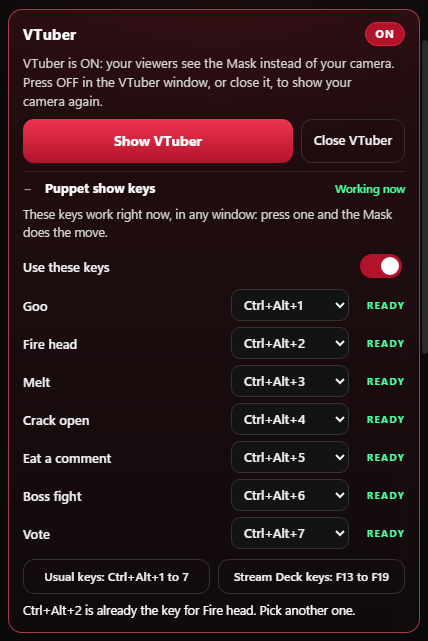 VTuber ON
VTuber is ON: your viewers see the Mask instead of your camera.
Press OFF in the VTuber window, or close it, to show your
camera again.
Show VTuber Close VTuber
– Puppet show keys Working now
These keys work right now, in any window: press one and the Mask
does the move.
Use these keys
Goo Ctrl+Alt+1 READY
Fire head Ctrl+Alt+2 READY
Melt Ctrl+Alt+3 READY
Crack open Ctrl+Alt+4 READY
Eat a comment Ctrl+Alt+5 READY
Boss fight Ctrl+Alt+6 READY
Vote Ctrl+Alt+7 READY
Usual keys: Ctrl+Alt+1 to 7 Stream Deck keys: F13 to F19
Ctrl+Alt+2 is already the key for Fire head. Pick another one.